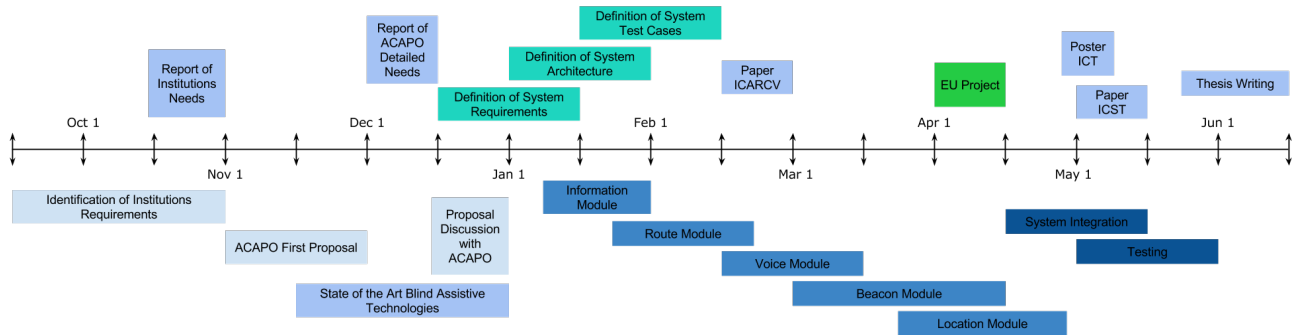 Definition of System
Test Cases
Report of
ACAPO
Detailed
Needs
Poster
ICT
Report of
Institutions
Needs
Definition of System
Architecture
Paper
ICARCV
EU Project
Thesis Writing
Paper
ICST
Definition of System
Requirements
Oct 1
Dec 1
Feb 1
Apr 1
Jun 1
Nov 1
Jan 1
Mar 1
May 1
Identification of Institutions
Requirements
Information
Module
Proposal
Discussion
with
ACAPO
System Integration
Route Module
ACAPO First Proposal
Testing
Voice Module
State of the Art Blind Assistive
Technologies
Beacon Module
Location Module